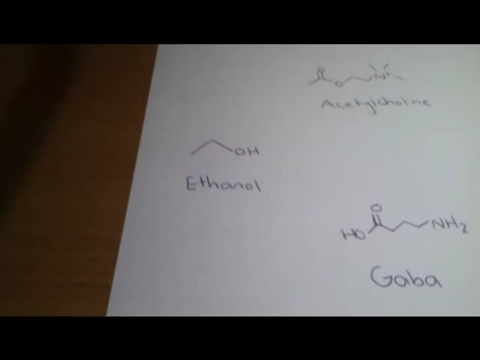 O
O
N+
Acetylcholine
OH
Ethanol
O
HO
NH2
Gaba